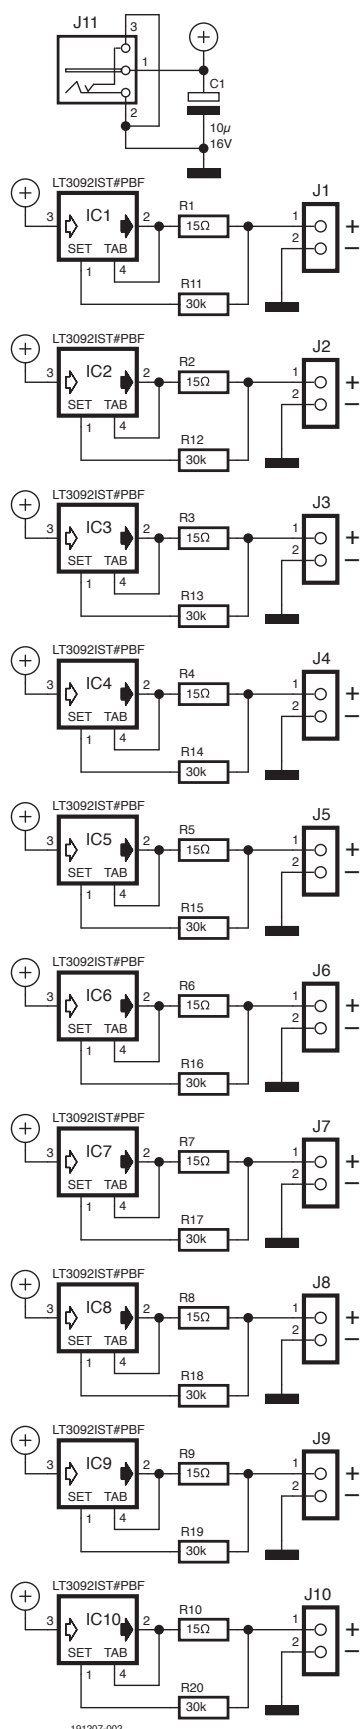 J11
3
1
2
+
C1
10µ
16V
+
LT3092IST#PBF
3 IC1 2
SET TAB
1 4
R1
15Ω
R11
30k
J1
1 +
2 −
+
LT3092IST#PBF
3 IC2 2
SET TAB
1 4
R2
15Ω
R12
30k
J2
1 +
2 −
+
LT3092IST#PBF
3 IC3 2
SET TAB
1 4
R3
15Ω
R13
30k
J3
1 +
2 −
+
LT3092IST#PBF
3 IC4 2
SET TAB
1 4
R4
15Ω
R14
30k
J4
1 +
2 −
+
LT3092IST#PBF
3 IC5 2
SET TAB
1 4
R5
15Ω
R15
30k
J5
1 +
2 −
+
LT3092IST#PBF
3 IC6 2
SET TAB
1 4
R6
15Ω
R16
30k
J6
1 +
2 −
+
LT3092IST#PBF
3 IC7 2
SET TAB
1 4
R7
15Ω
R17
30k
J7
1 +
2 −
+
LT3092IST#PBF
3 IC8 2
SET TAB
1 4
R8
15Ω
R18
30k
J8
1 +
2 −
+
LT3092IST#PBF
3 IC9 2
SET TAB
1 4
R9
15Ω
R19
30k
J9
1 +
2 −
+
LT3092IST#PBF
3 IC10 2
SET TAB
1 4
R10
15Ω
R20
30k
J10
1 +
2 −
191207-002